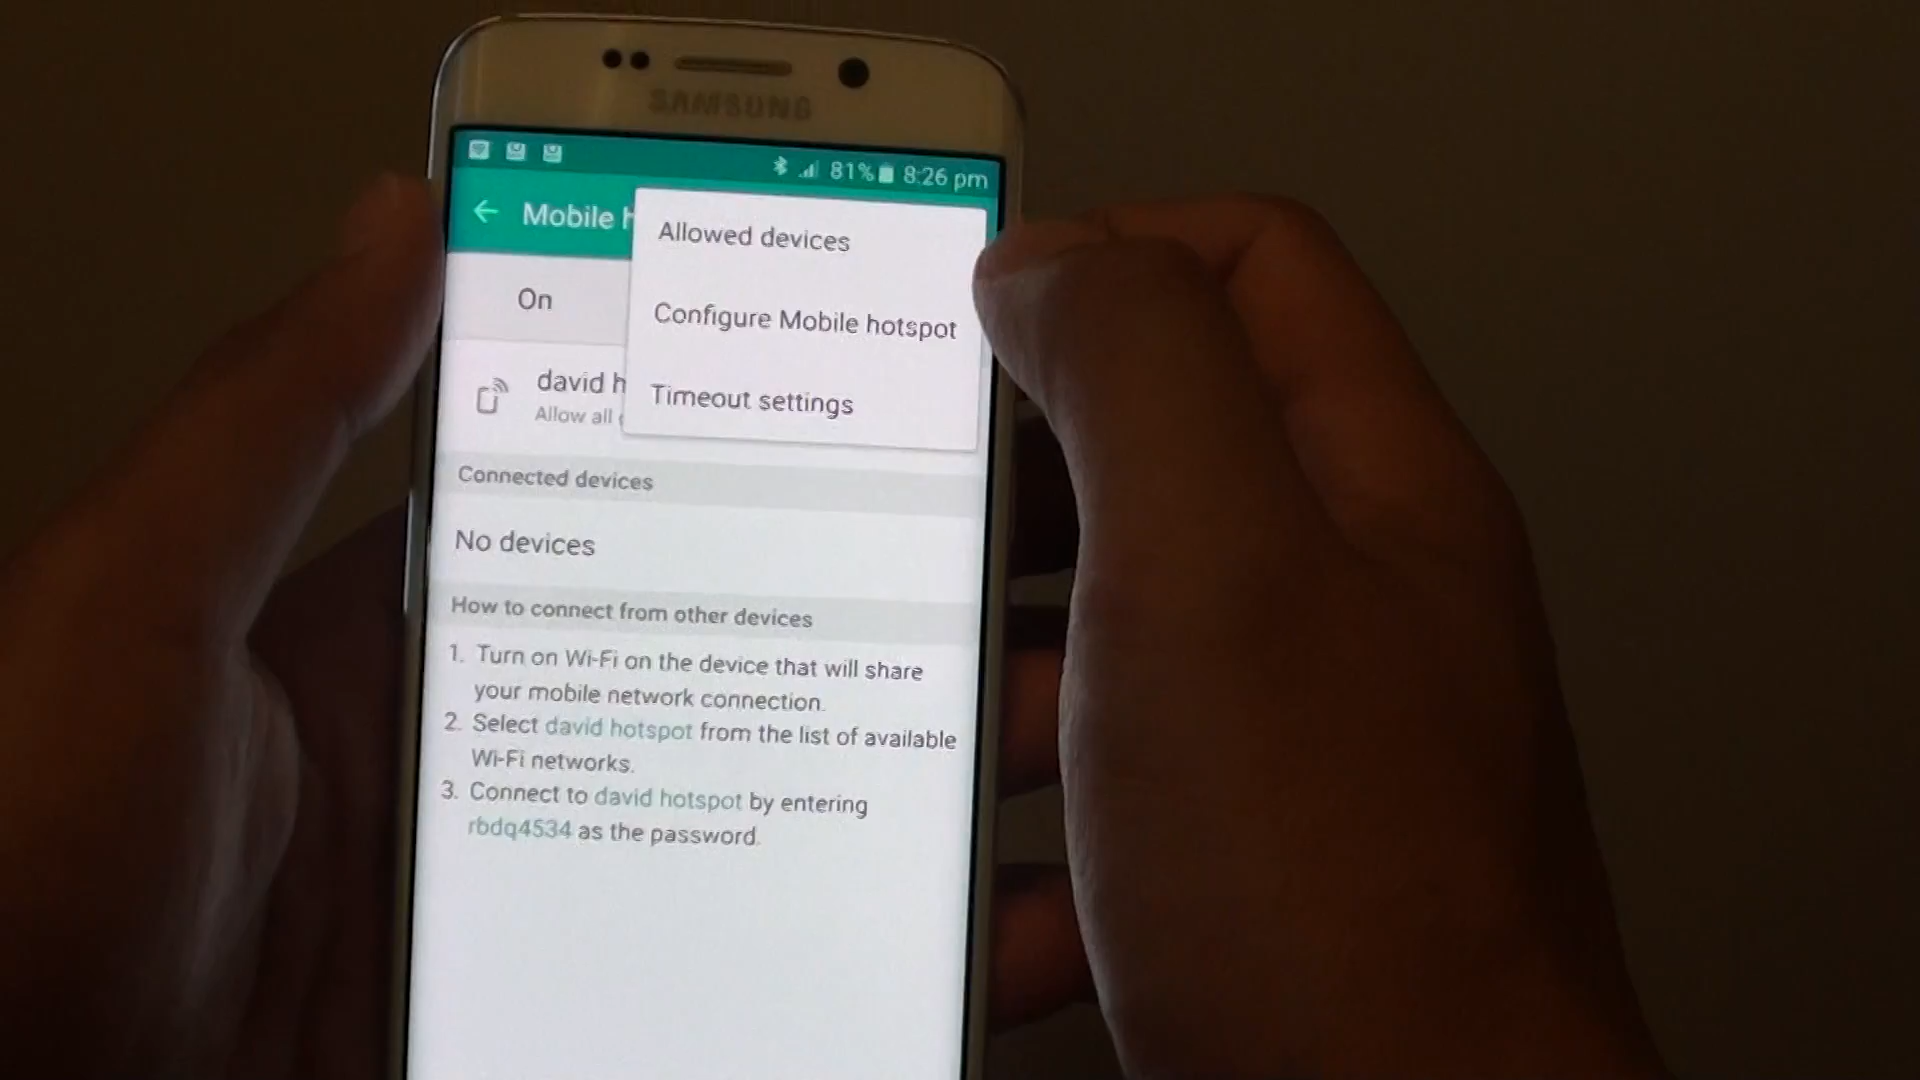 SAMSUNG
81% 8:26 pm
Mobile h
Allowed devices
On
Configure Mobile hotspot
david h
Timeout settings
Allow all
Connected devices
No devices
How to connect from other devices
1. Turn on Wi-Fi on the device that will share
your mobile network connection.
2. Select david hotspot from the list of available
Wi-Fi networks.
3. Connect to david hotspot by entering
rbdq4534 as the password.